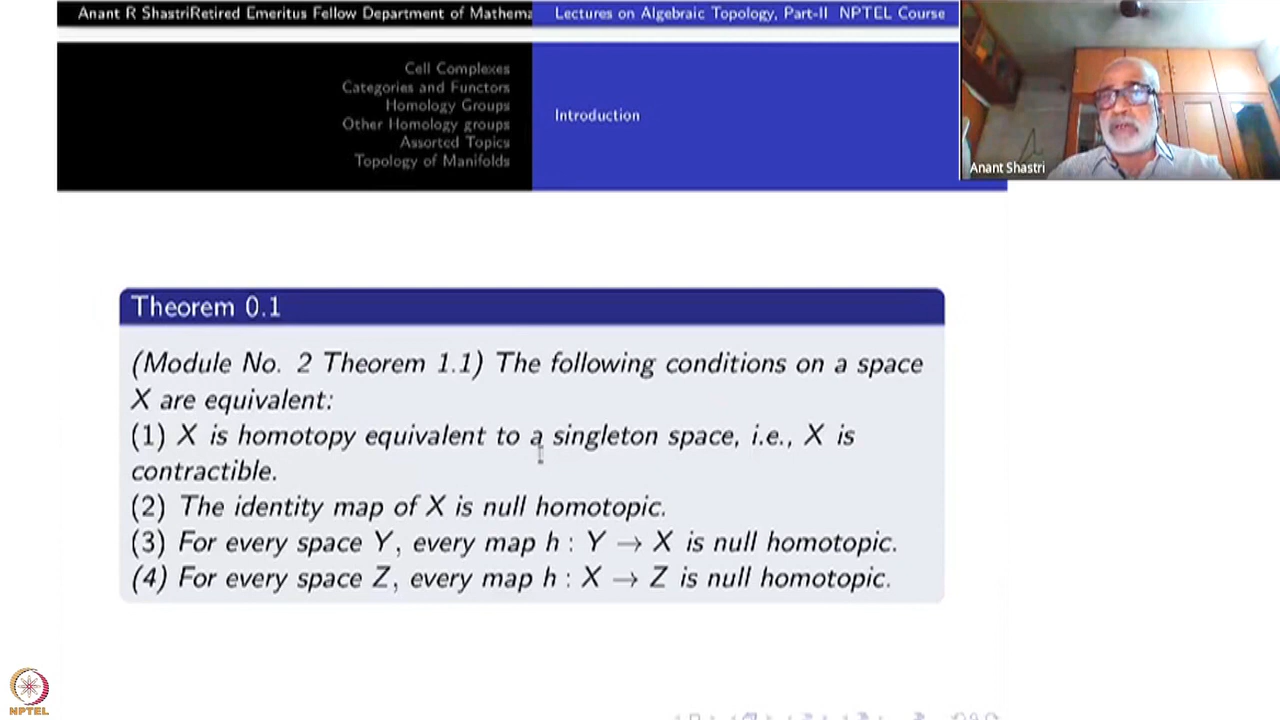 Anant R ShastriRetired Emeritus Fellow Department of Mathema
Lectures on Algebraic Topology, Part-II NPTEL Course
Cell Complexes
Categories and Functors
Homology Groups
Other Homology groups
Assorted Topics
Topology of Manifolds
Introduction
Anant Shastri
Theorem 0.1
(Module No. 2 Theorem 1.1) The following conditions on a space
X are equivalent:
(1) X is homotopy equivalent to a singleton space, i.e., X is
contractible.
(2) The identity map of X is null homotopic.
(3) For every space Y, every map h : Y → X is null homotopic.
(4) For every space Z, every map h : X → Z is null homotopic.
NPTEL